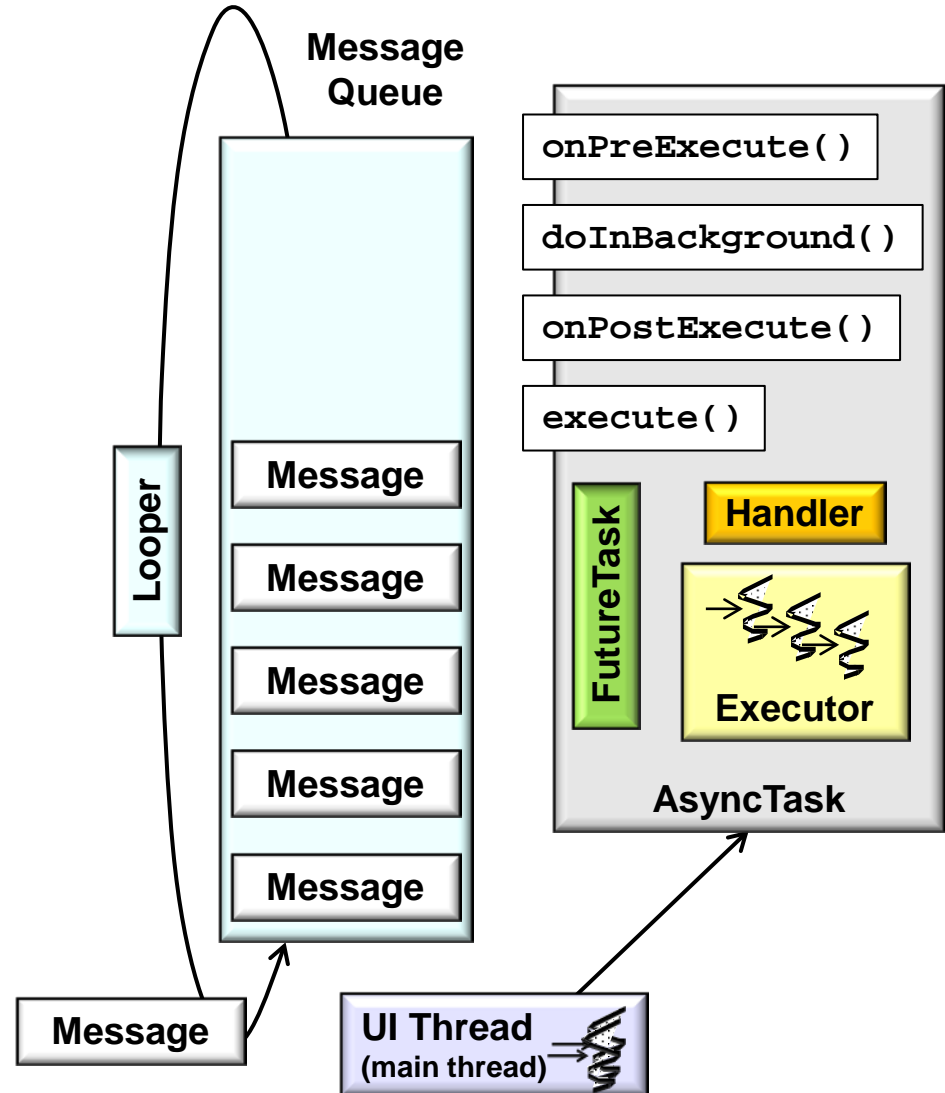 Message
Queue
onPreExecute()
doInBackground()
onPostExecute()
execute()
Looper
Message
Message
Message
Message
Message
FutureTask
Handler
Executor
AsyncTask
Message
UI Thread
(main thread)